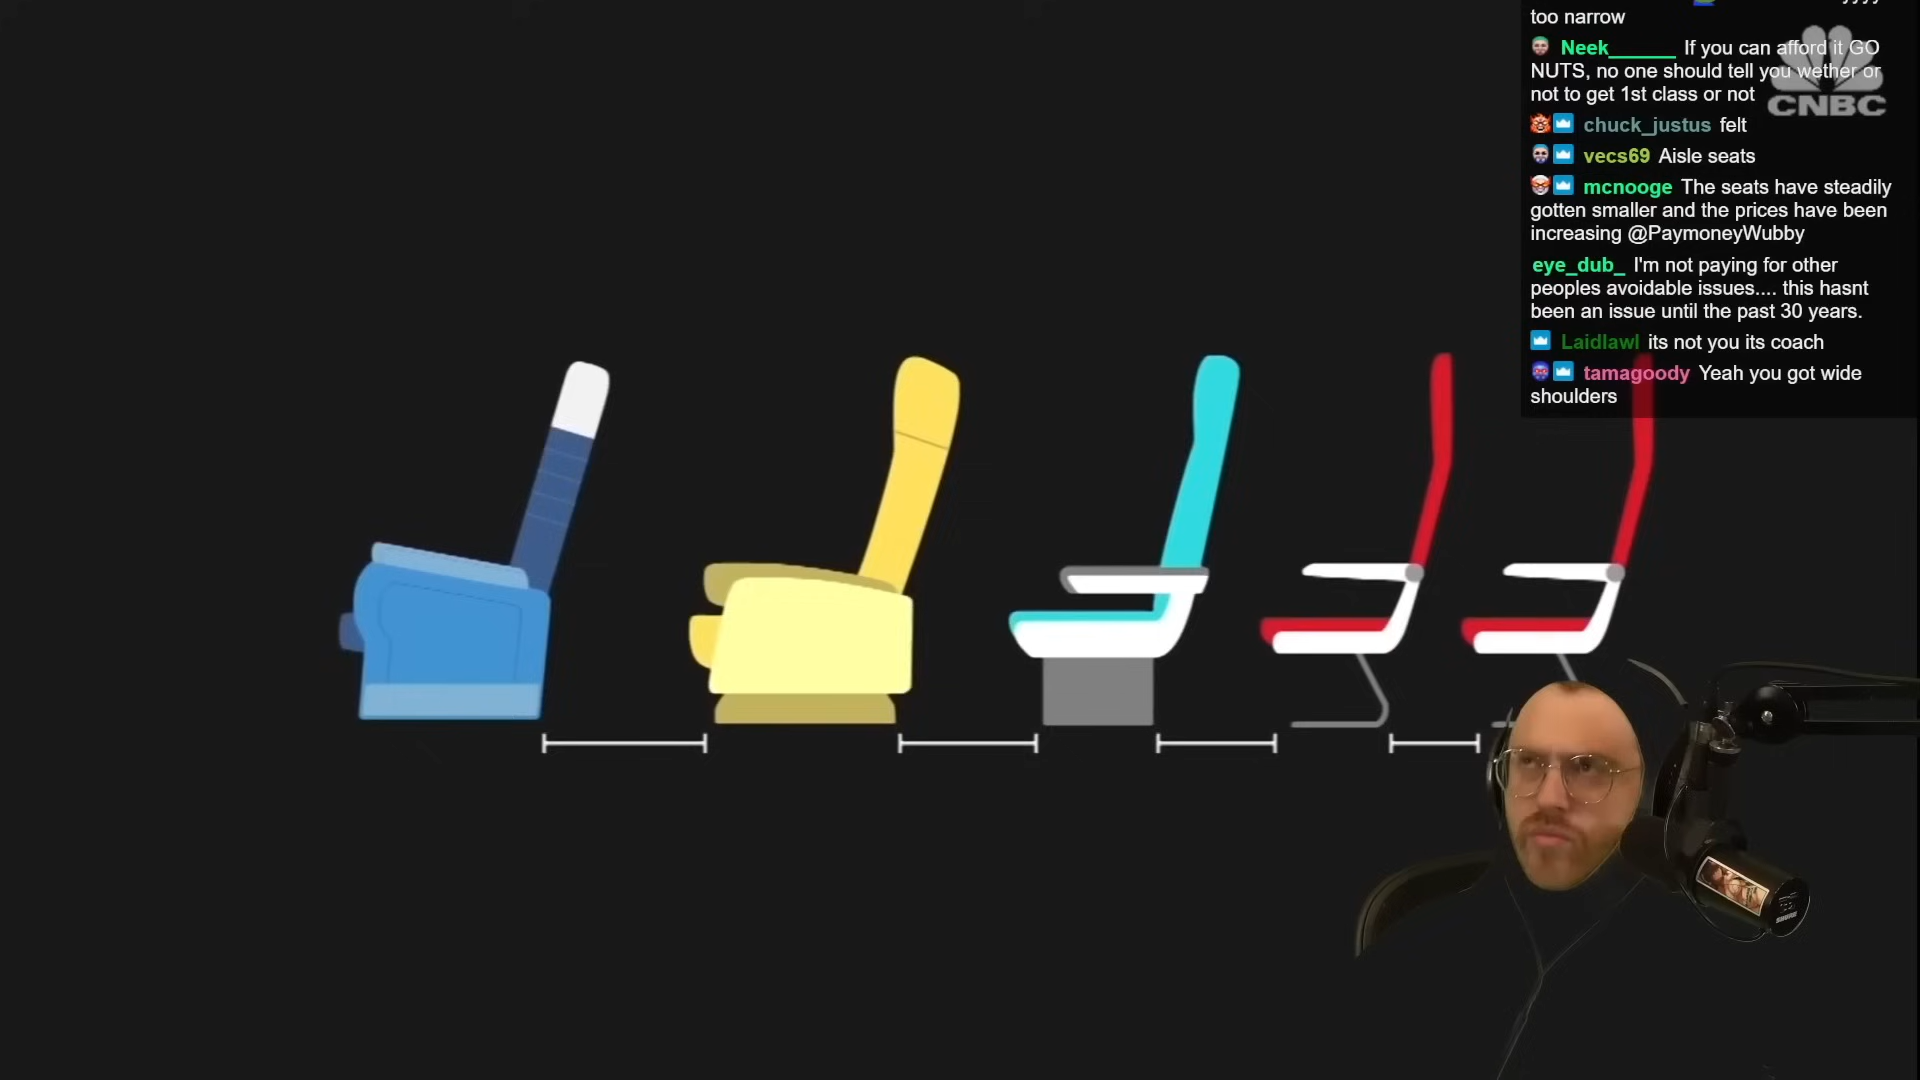 too narrow
Neek______ If you can afford it GO
NUTS, no one should tell you wether or
not to get 1st class or not
CNBC
chuck_justus felt
vecs69 Aisle seats
mcnooge The seats have steadily
gotten smaller and the prices have been
increasing @PaymoneyWubby
eye_dub_ I'm not paying for other
peoples avoidable issues.... this hasnt
been an issue until the past 30 years.
Laidlawl its not you its coach
tamagoody Yeah you got wide
shoulders
SHURE